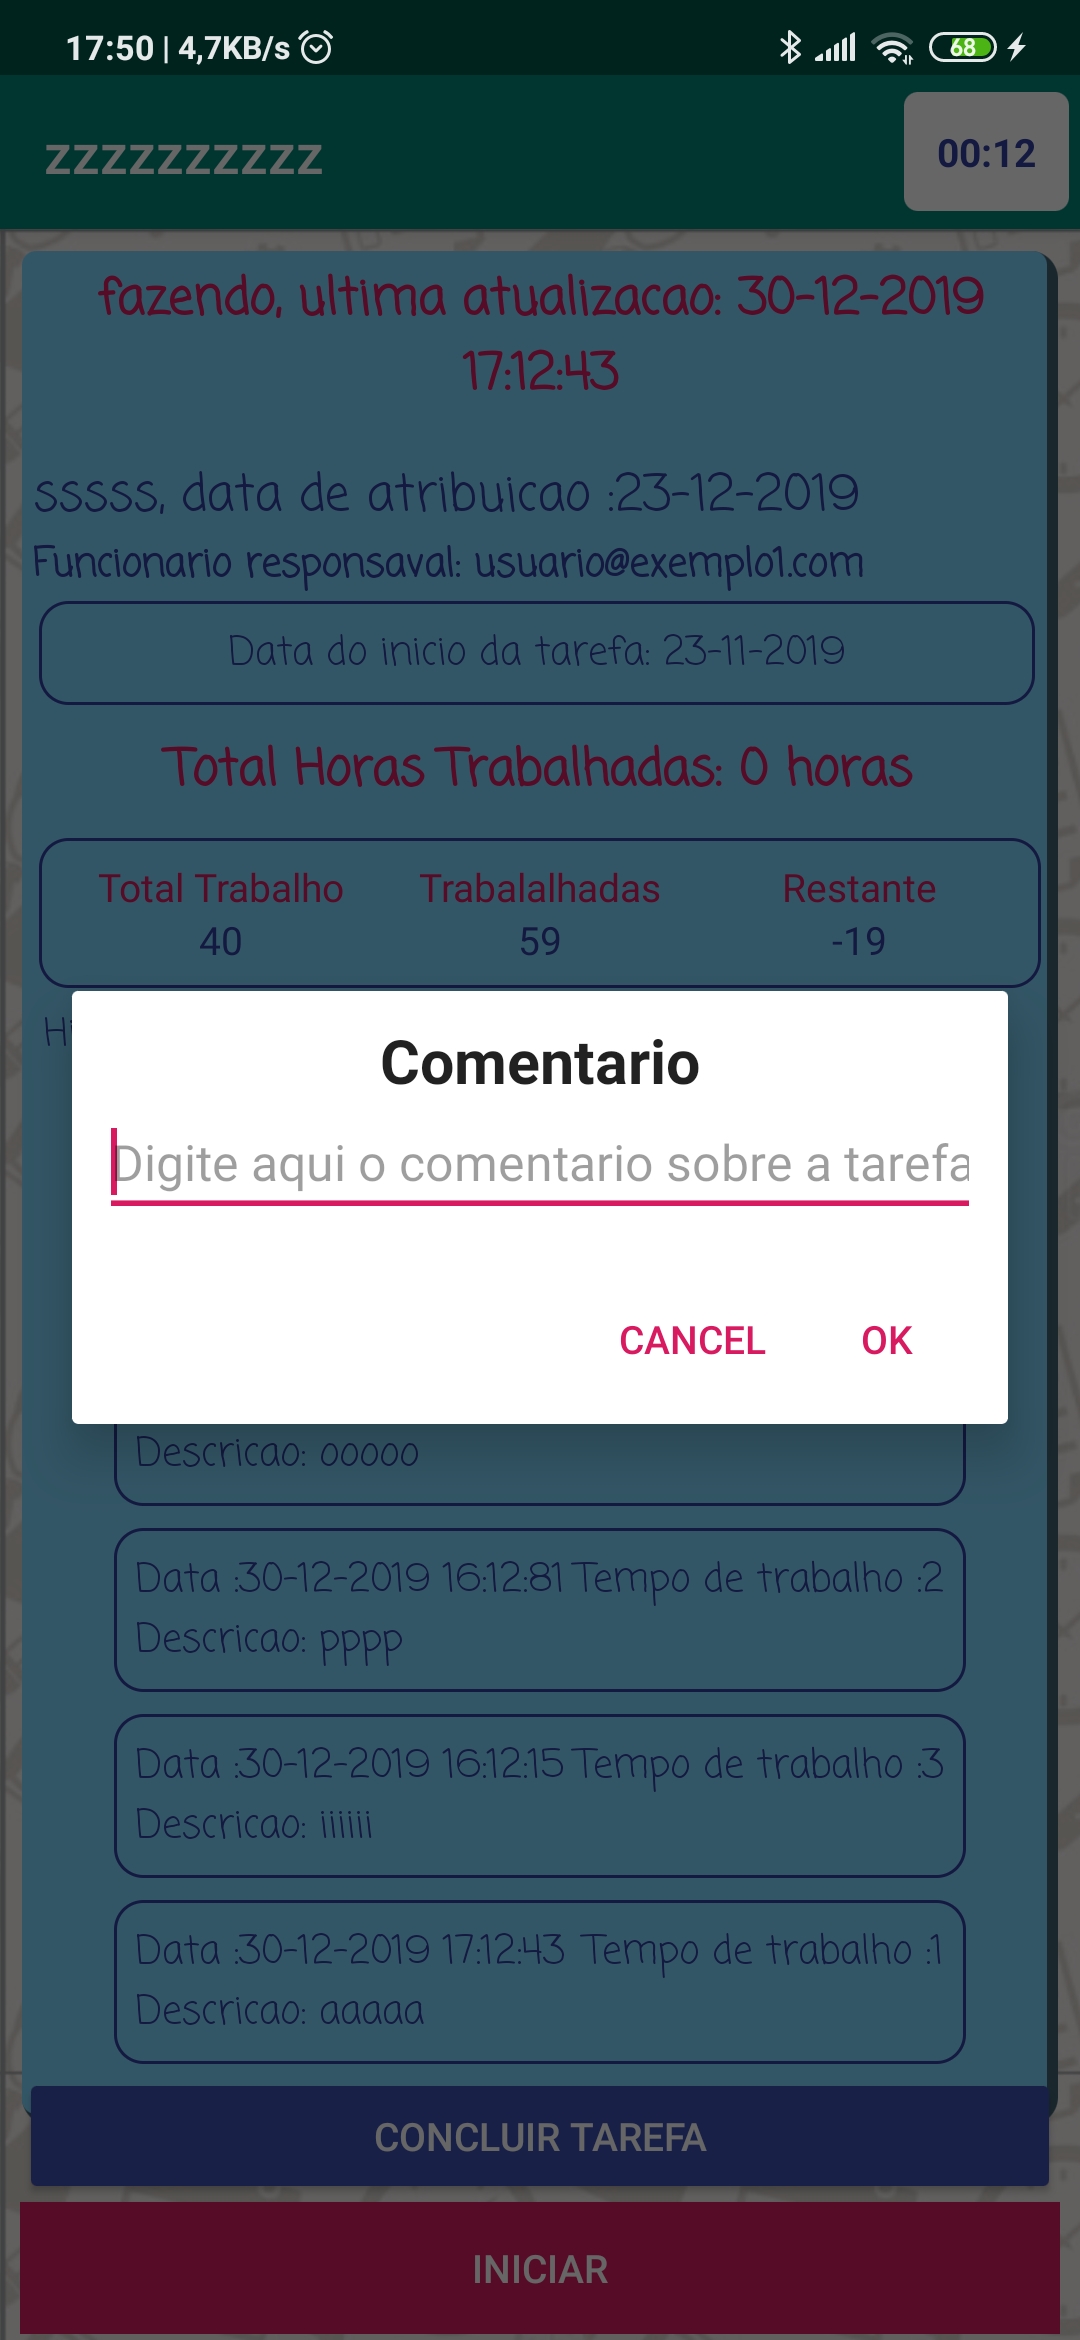 17:50 | 4,7KB/s
68
zzzzzzzzzz
00:12
fazendo, ultima atualizacao: 30-12-2019
17:12:43
sssss, data de atribuicao :23-12-2019
Funcionario responsaval: usuario@exemplo1.com
Data do inicio da tarefa: 23-11-2019
Total Horas Trabalhadas: 0 horas
Total Trabalho Trabalalhadas Restante
40 59 -19
Comentario
Digite aqui o comentario sobre a tarefa
CANCEL OK
Descricao: ooooo
Data :30-12-2019 16:12:81 Tempo de trabalho :2
Descricao: pppp
Data :30-12-2019 16:12:15 Tempo de trabalho :3
Descricao: iiiiii
Data :30-12-2019 17:12:43 Tempo de trabalho :1
Descricao: aaaaa
CONCLUIR TAREFA
INICIAR